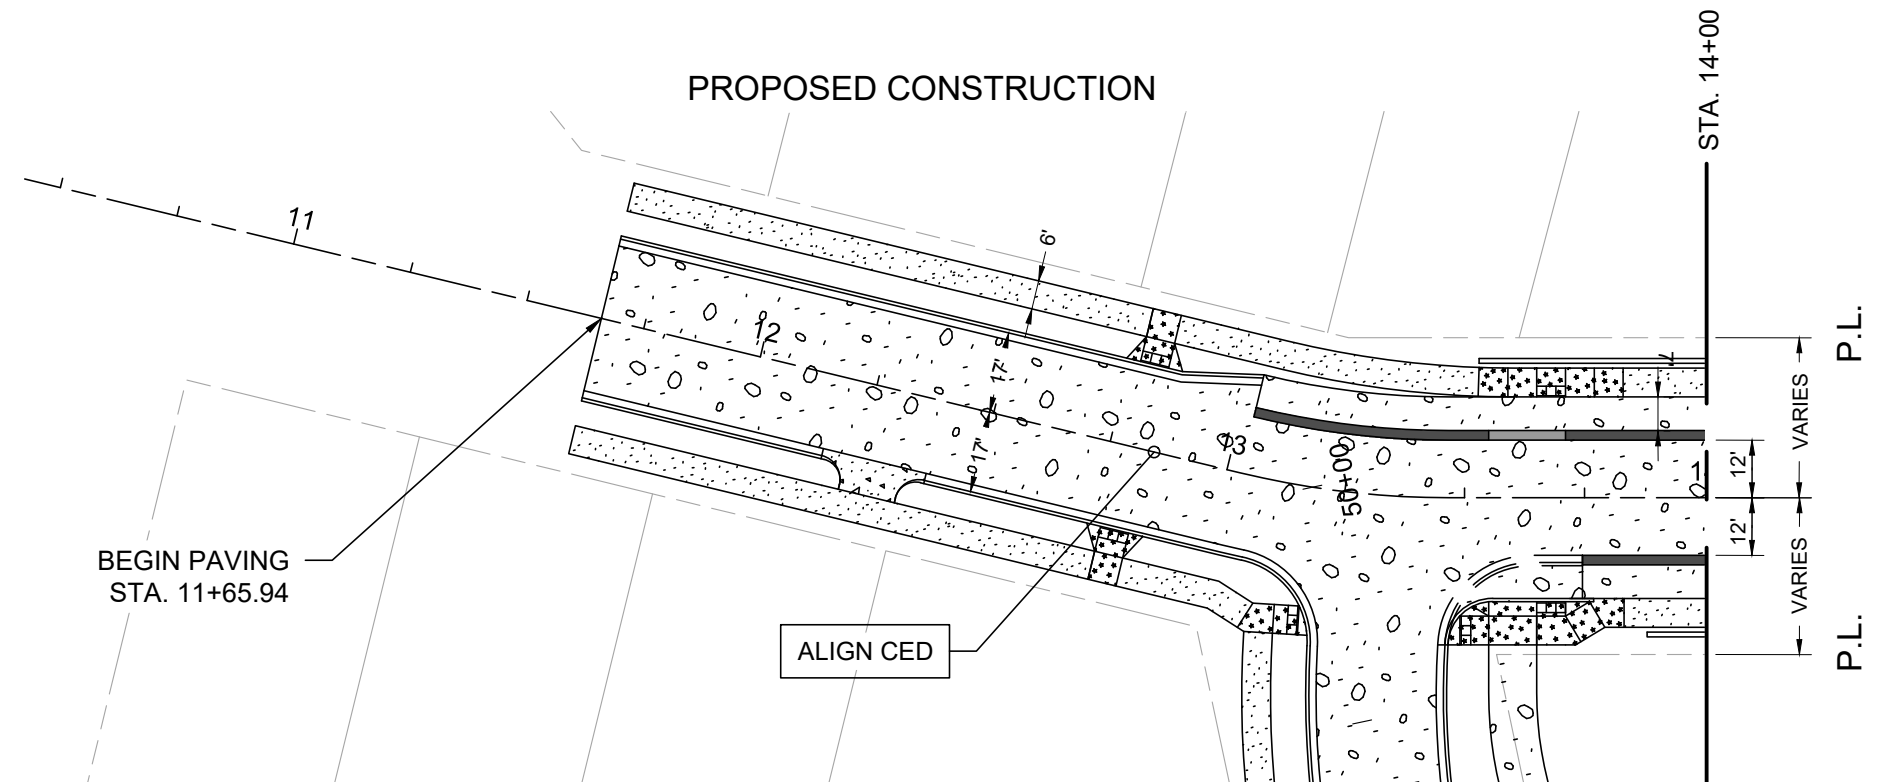 PROPOSED CONSTRUCTION
STA. 14+00
11
12
6'
17'
17'
13
50+00
7'
VARIES
P.L.
12'
1
12'
VARIES
P.L.
BEGIN PAVING
STA. 11+65.94
ALIGN CED